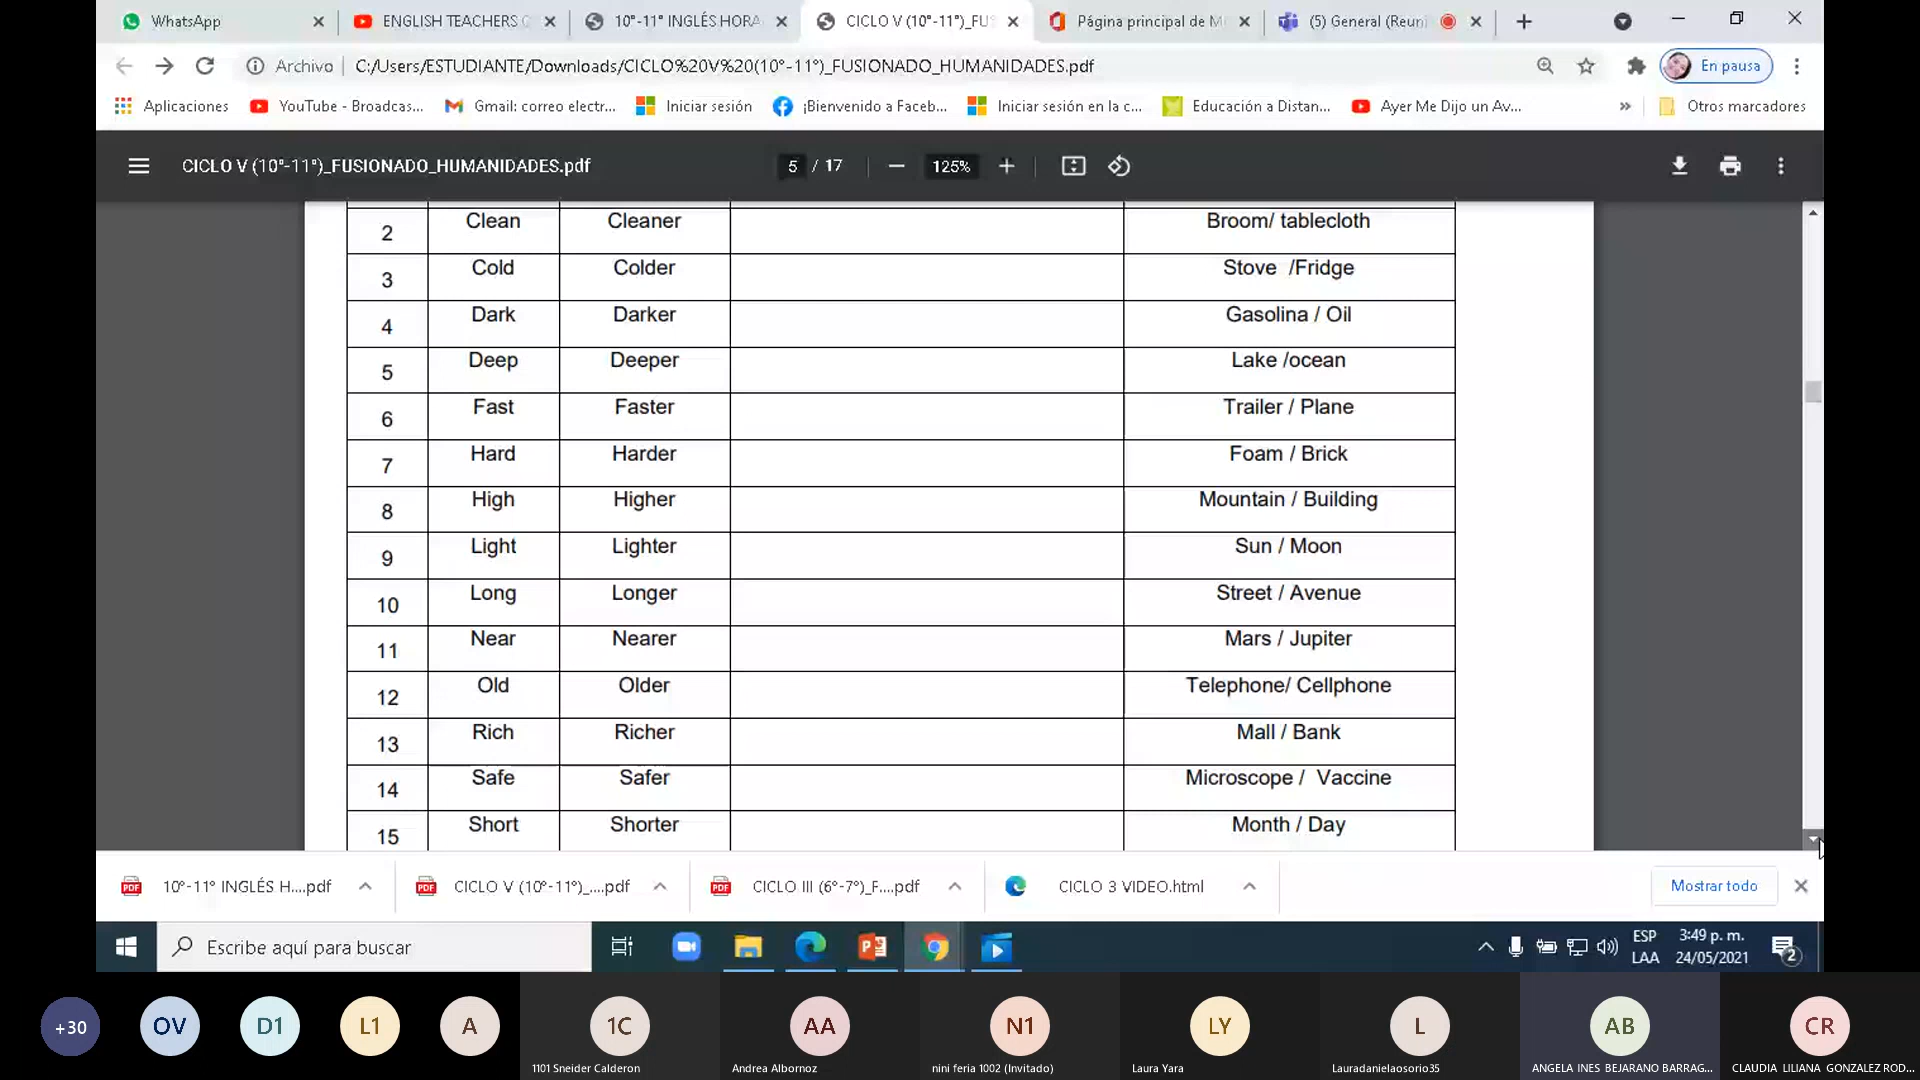 WhatsApp
ENGLISH TEACHERS C
10°-11° INGLÉS HORA
CICLO V (10°-11°)_FUS
Página principal de M
(5) General (Reuni
Archivo C:/Users/ESTUDIANTE/Downloads/CICLO%20V%20(10°-11°)_FUSIONADO_HUMANIDADES.pdf
En pausa
Aplicaciones
YouTube - Broadcas...
Gmail: correo electr...
Iniciar sesión
¡Bienvenido a Faceb...
Iniciar sesión en la c...
Educación a Distan...
Ayer Me Dijo un Av...
»
Otros marcadores
CICLO V (10°-11°)_FUSIONADO_HUMANIDADES.pdf
5 / 17
125%
2 Clean Cleaner Broom/ tablecloth
3 Cold Colder Stove /Fridge
4 Dark Darker Gasolina / Oil
5 Deep Deeper Lake /ocean
6 Fast Faster Trailer / Plane
7 Hard Harder Foam / Brick
8 High Higher Mountain / Building
9 Light Lighter Sun / Moon
10 Long Longer Street / Avenue
11 Near Nearer Mars / Jupiter
12 Old Older Telephone/ Cellphone
13 Rich Richer Mall / Bank
14 Safe Safer Microscope / Vaccine
15 Short Shorter Month / Day
10°-11° INGLÉS H....pdf
CICLO V (10°-11°)_....pdf
CICLO III (6°-7°)_F....pdf
CICLO 3 VIDEO.html
Mostrar todo
Escribe aquí para buscar
ESP
LAA
3:49 p. m.
24/05/2021
2
+30
OV
D1
L1
A
1C
AA
N1
LY
L
AB
CR
1101 Sneider Calderon
Andrea Albornoz
nini feria 1002 (Invitado)
Laura Yara
Lauradanielaosorio35
ANGELA INES BEJARANO BARRAG...
CLAUDIA LILIANA GONZALEZ ROD...